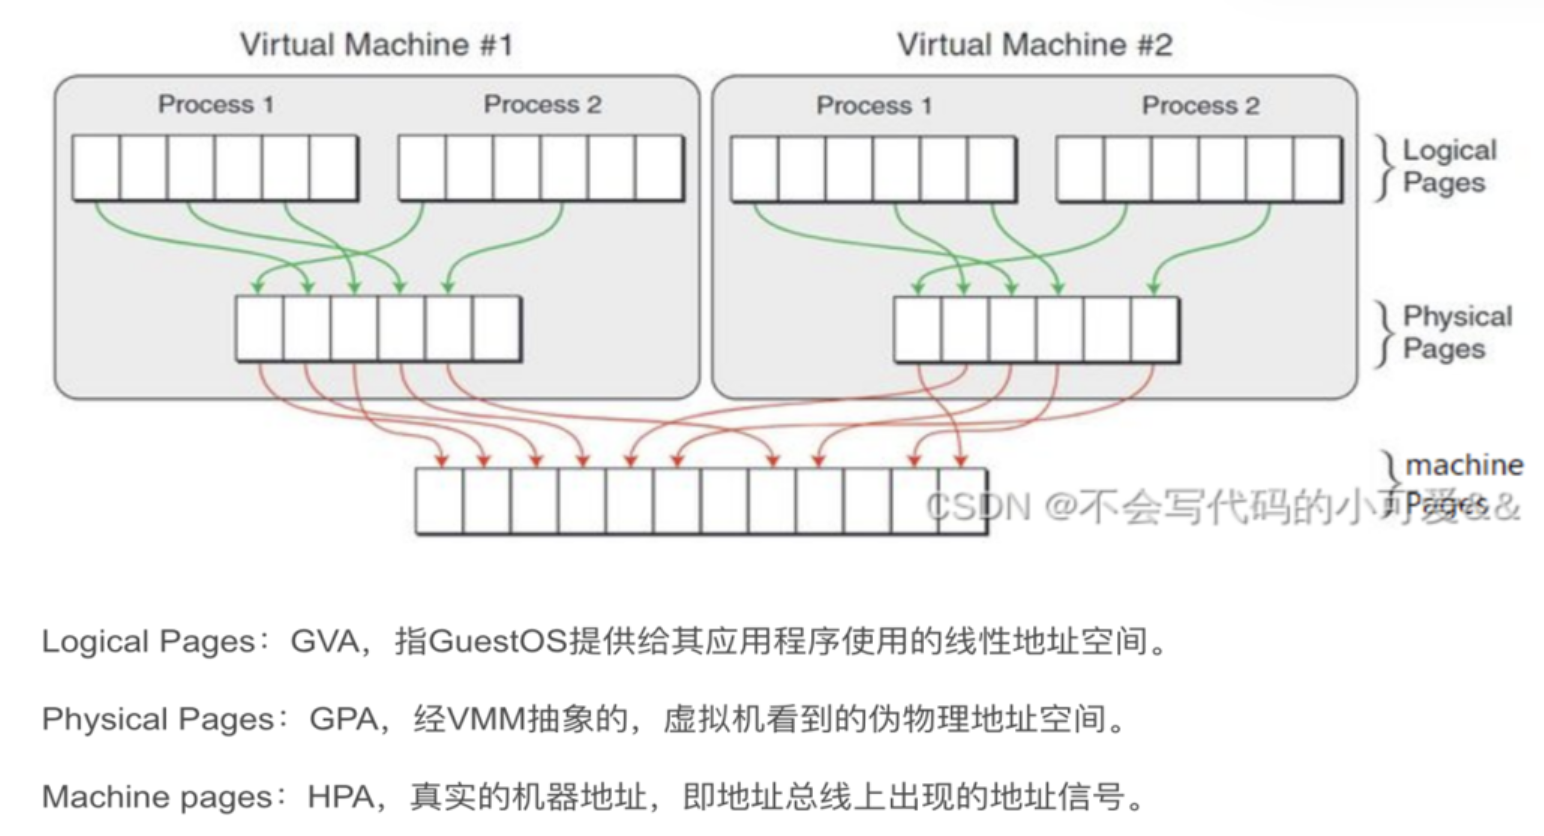 Virtual Machine #1
Virtual Machine #2
Process 1
Process 2
Process 1
Process 2
Logical
Pages
Physical
Pages
machine
Pages
CSDN @不会写代码的小可爱&&
Logical Pages：GVA，指GuestOS提供给其应用程序使用的线性地址空间。
Physical Pages：GPA，经VMM抽象的，虚拟机看到的伪物理地址空间。
Machine pages：HPA，真实的机器地址，即地址总线上出现的地址信号。